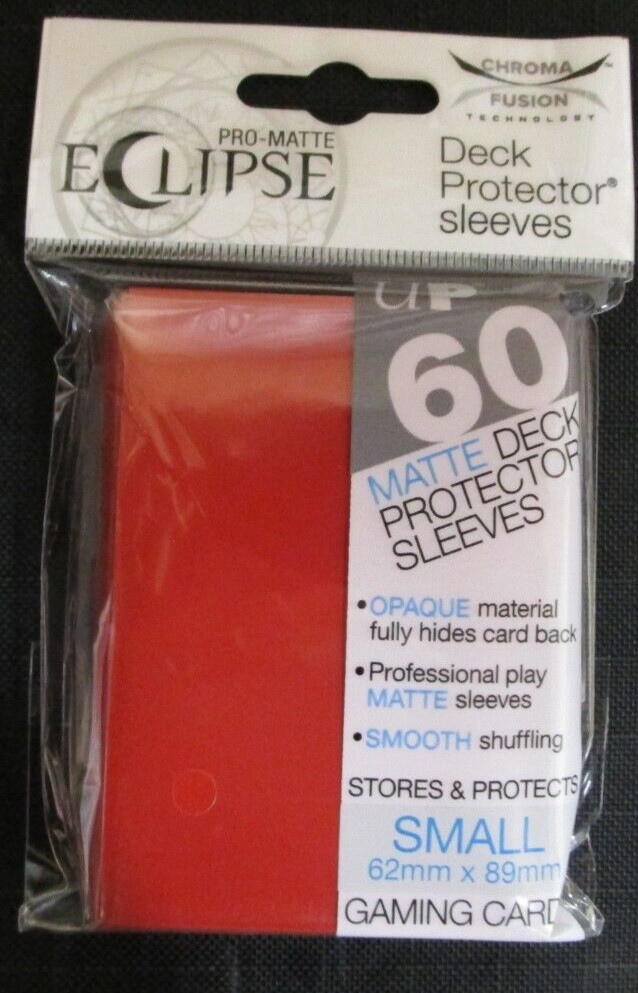 PRO-MATTE
ECLIPSE
CHROMA
FUSION
TECHNOLOGY
Deck
Protector®
sleeves
UP
60
MATTE DECK
PROTECTOR
SLEEVES
•OPAQUE material
fully hides card back
•Professional play
MATTE sleeves
•SMOOTH shuffling
STORES & PROTECTS
SMALL
62mm x 89mm
GAMING CARD